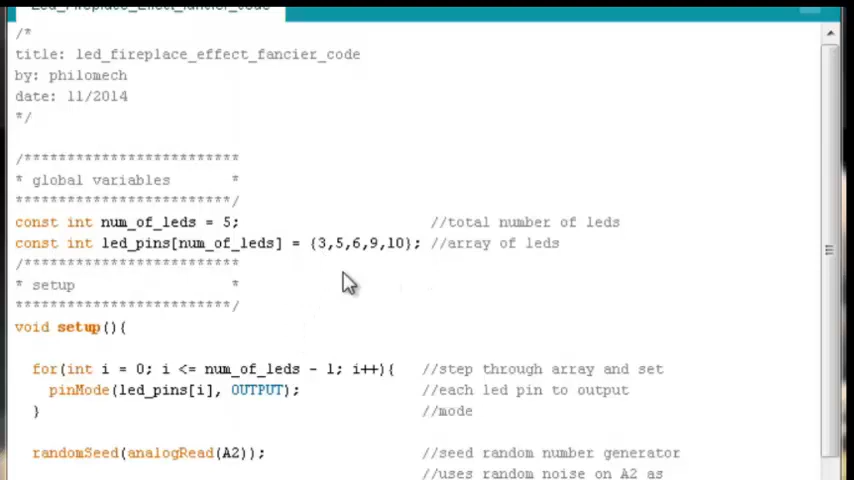 Led_Fireplace_Effect_fancier_code
/*
title: led_fireplace_effect_fancier_code
by: philomech
date: 11/2014
*/
/*************************
* global variables *
*************************/
const int num_of_leds = 5; //total number of leds
const int led_pins[num_of_leds] = {3,5,6,9,10}; //array of leds
/*************************
* setup *
*************************/
void setup(){
for(int i = 0; i <= num_of_leds - 1; i++){ //step through array and set
pinMode(led_pins[i], OUTPUT); //each led pin to output
} //mode
randomSeed(analogRead(A2)); //seed random number generator
//uses random noise on A2 as